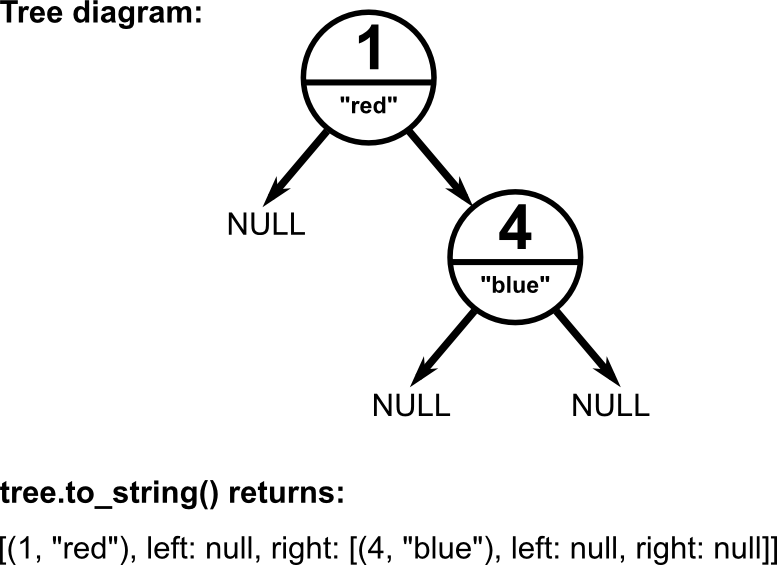 Tree diagram:
1
"red"
NULL
4
"blue"
NULL NULL
tree.to_string() returns:
[(1, "red"), left: null, right: [(4, "blue"), left: null, right: null]]